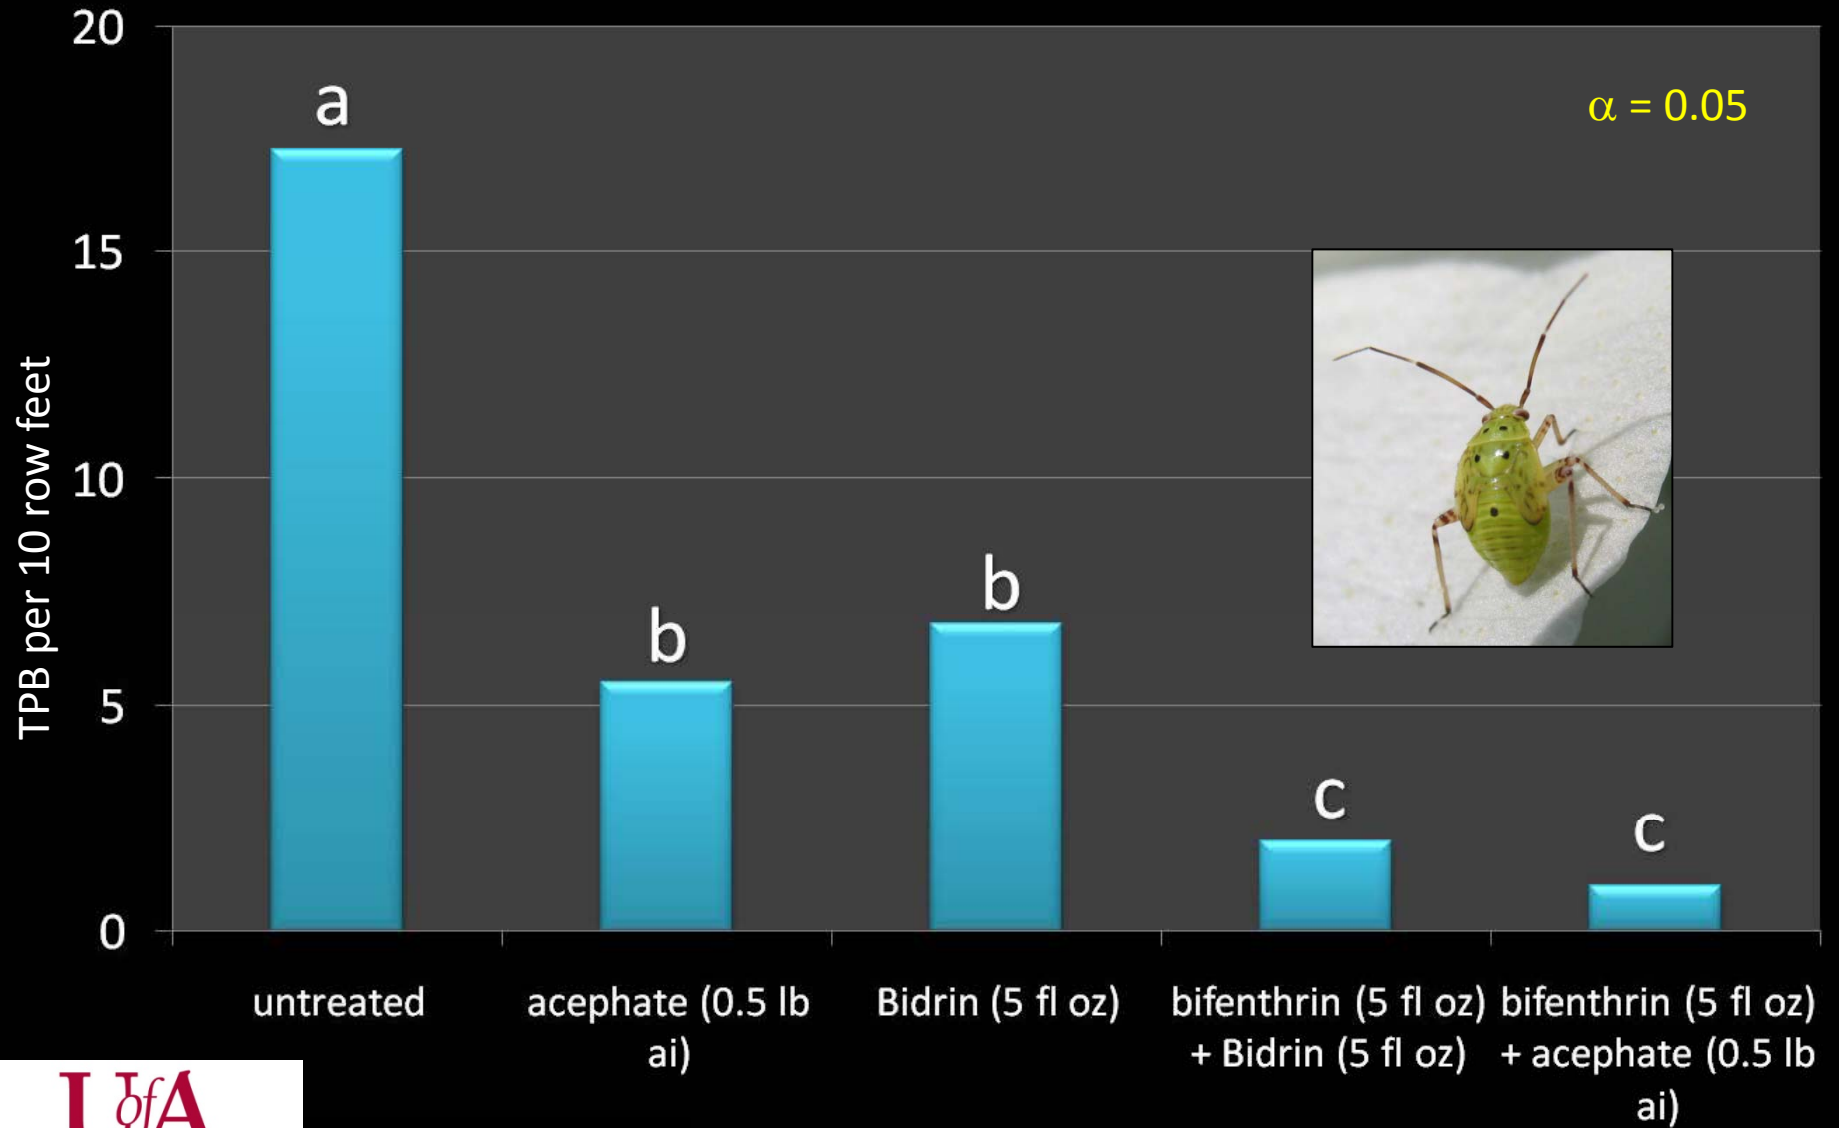 20
15
10
5
0
TPB per 10 row feet
α = 0.05
a
b
b
c
c
untreated
acephate (0.5 lb
ai)
Bidrin (5 fl oz)
bifenthrin (5 fl oz)
+ Bidrin (5 fl oz)
bifenthrin (5 fl oz)
+ acephate (0.5 lb
ai)
U of A